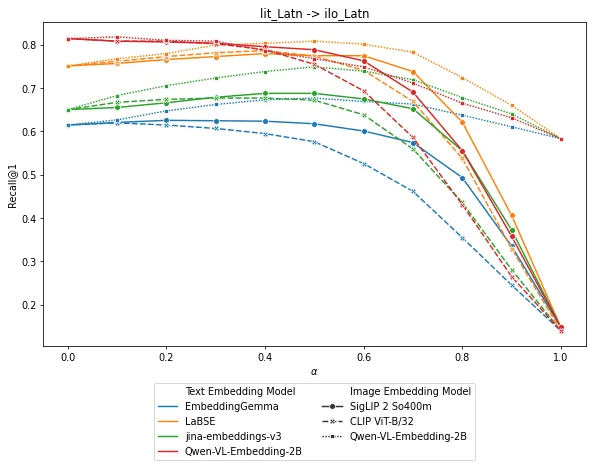 lit_Latn -> ilo_Latn
Recall@1
0.8
0.7
0.6
0.5
0.4
0.3
0.2
0.0 0.2 0.4 0.6 0.8 1.0
α
Text Embedding Model Image Embedding Model
EmbeddingGemma SigLIP 2 So400m
LaBSE CLIP ViT-B/32
jina-embeddings-v3 Qwen-VL-Embedding-2B
Qwen-VL-Embedding-2B